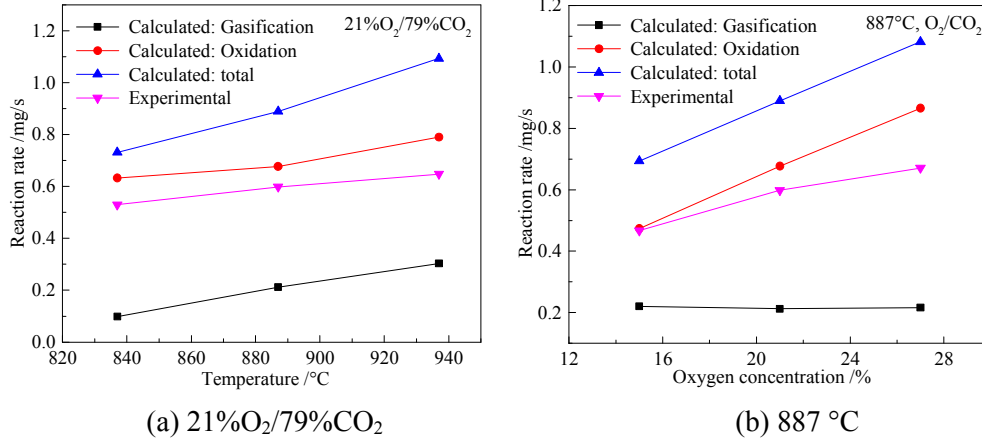 21%O₂/79%CO₂
Calculated: Gasification
Calculated: Oxidation
Calculated: total
Experimental
Reaction rate /mg/s
1.2
1.0
0.8
0.6
0.4
0.2
0.0
820 840 860 880 900 920 940
Temperature /°C
(a) 21%O₂/79%CO₂
887°C, O₂/CO₂
Calculated: Gasification
Calculated: Oxidation
Calculated: total
Experimental
Reaction rate /mg/s
1.0
0.8
0.6
0.4
0.2
12 16 20 24 28
Oxygen concentration /%
(b) 887 °C